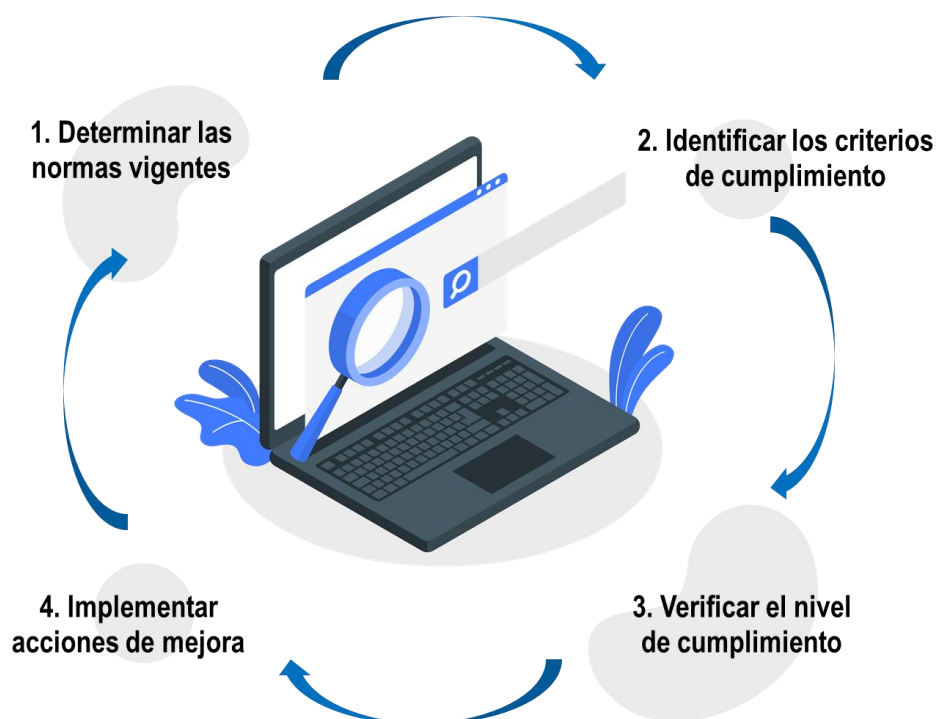 1. Determinar las
normas vigentes
2. Identificar los criterios
de cumplimiento
3. Verificar el nivel
de cumplimiento
4. Implementar
acciones de mejora